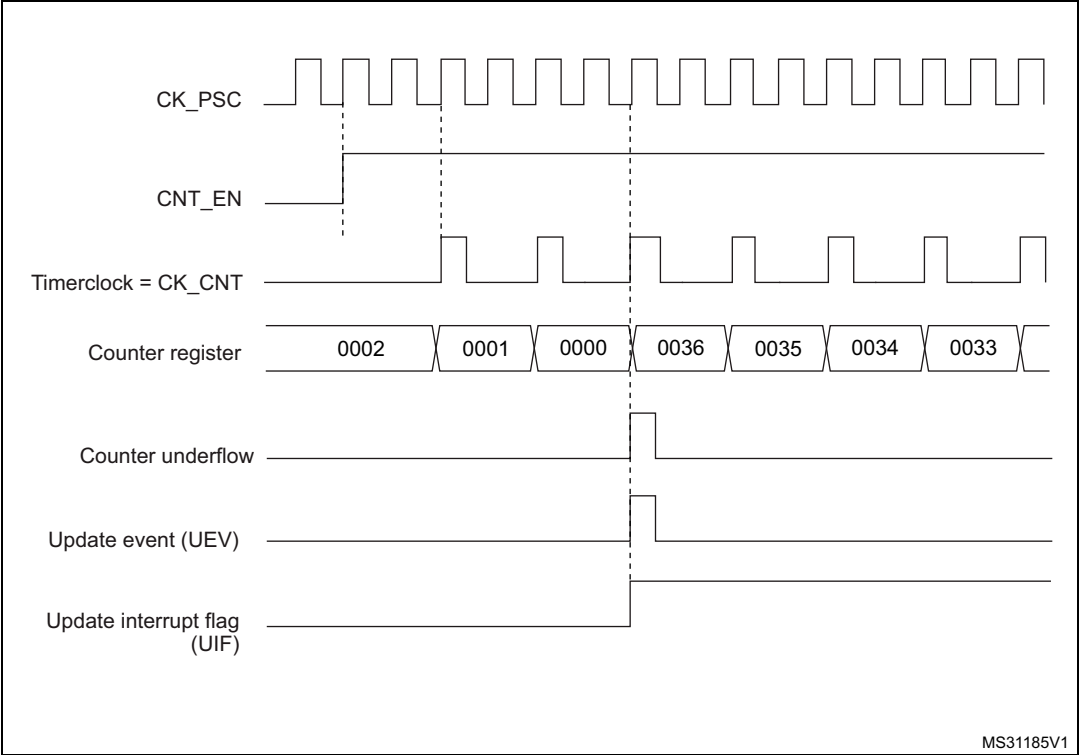 CK_PSC
CNT_EN
Timerclock = CK_CNT
Counter register
0002 0001 0000 0036 0035 0034 0033
Counter underflow
Update event (UEV)
Update interrupt flag
(UIF)
MS31185V1